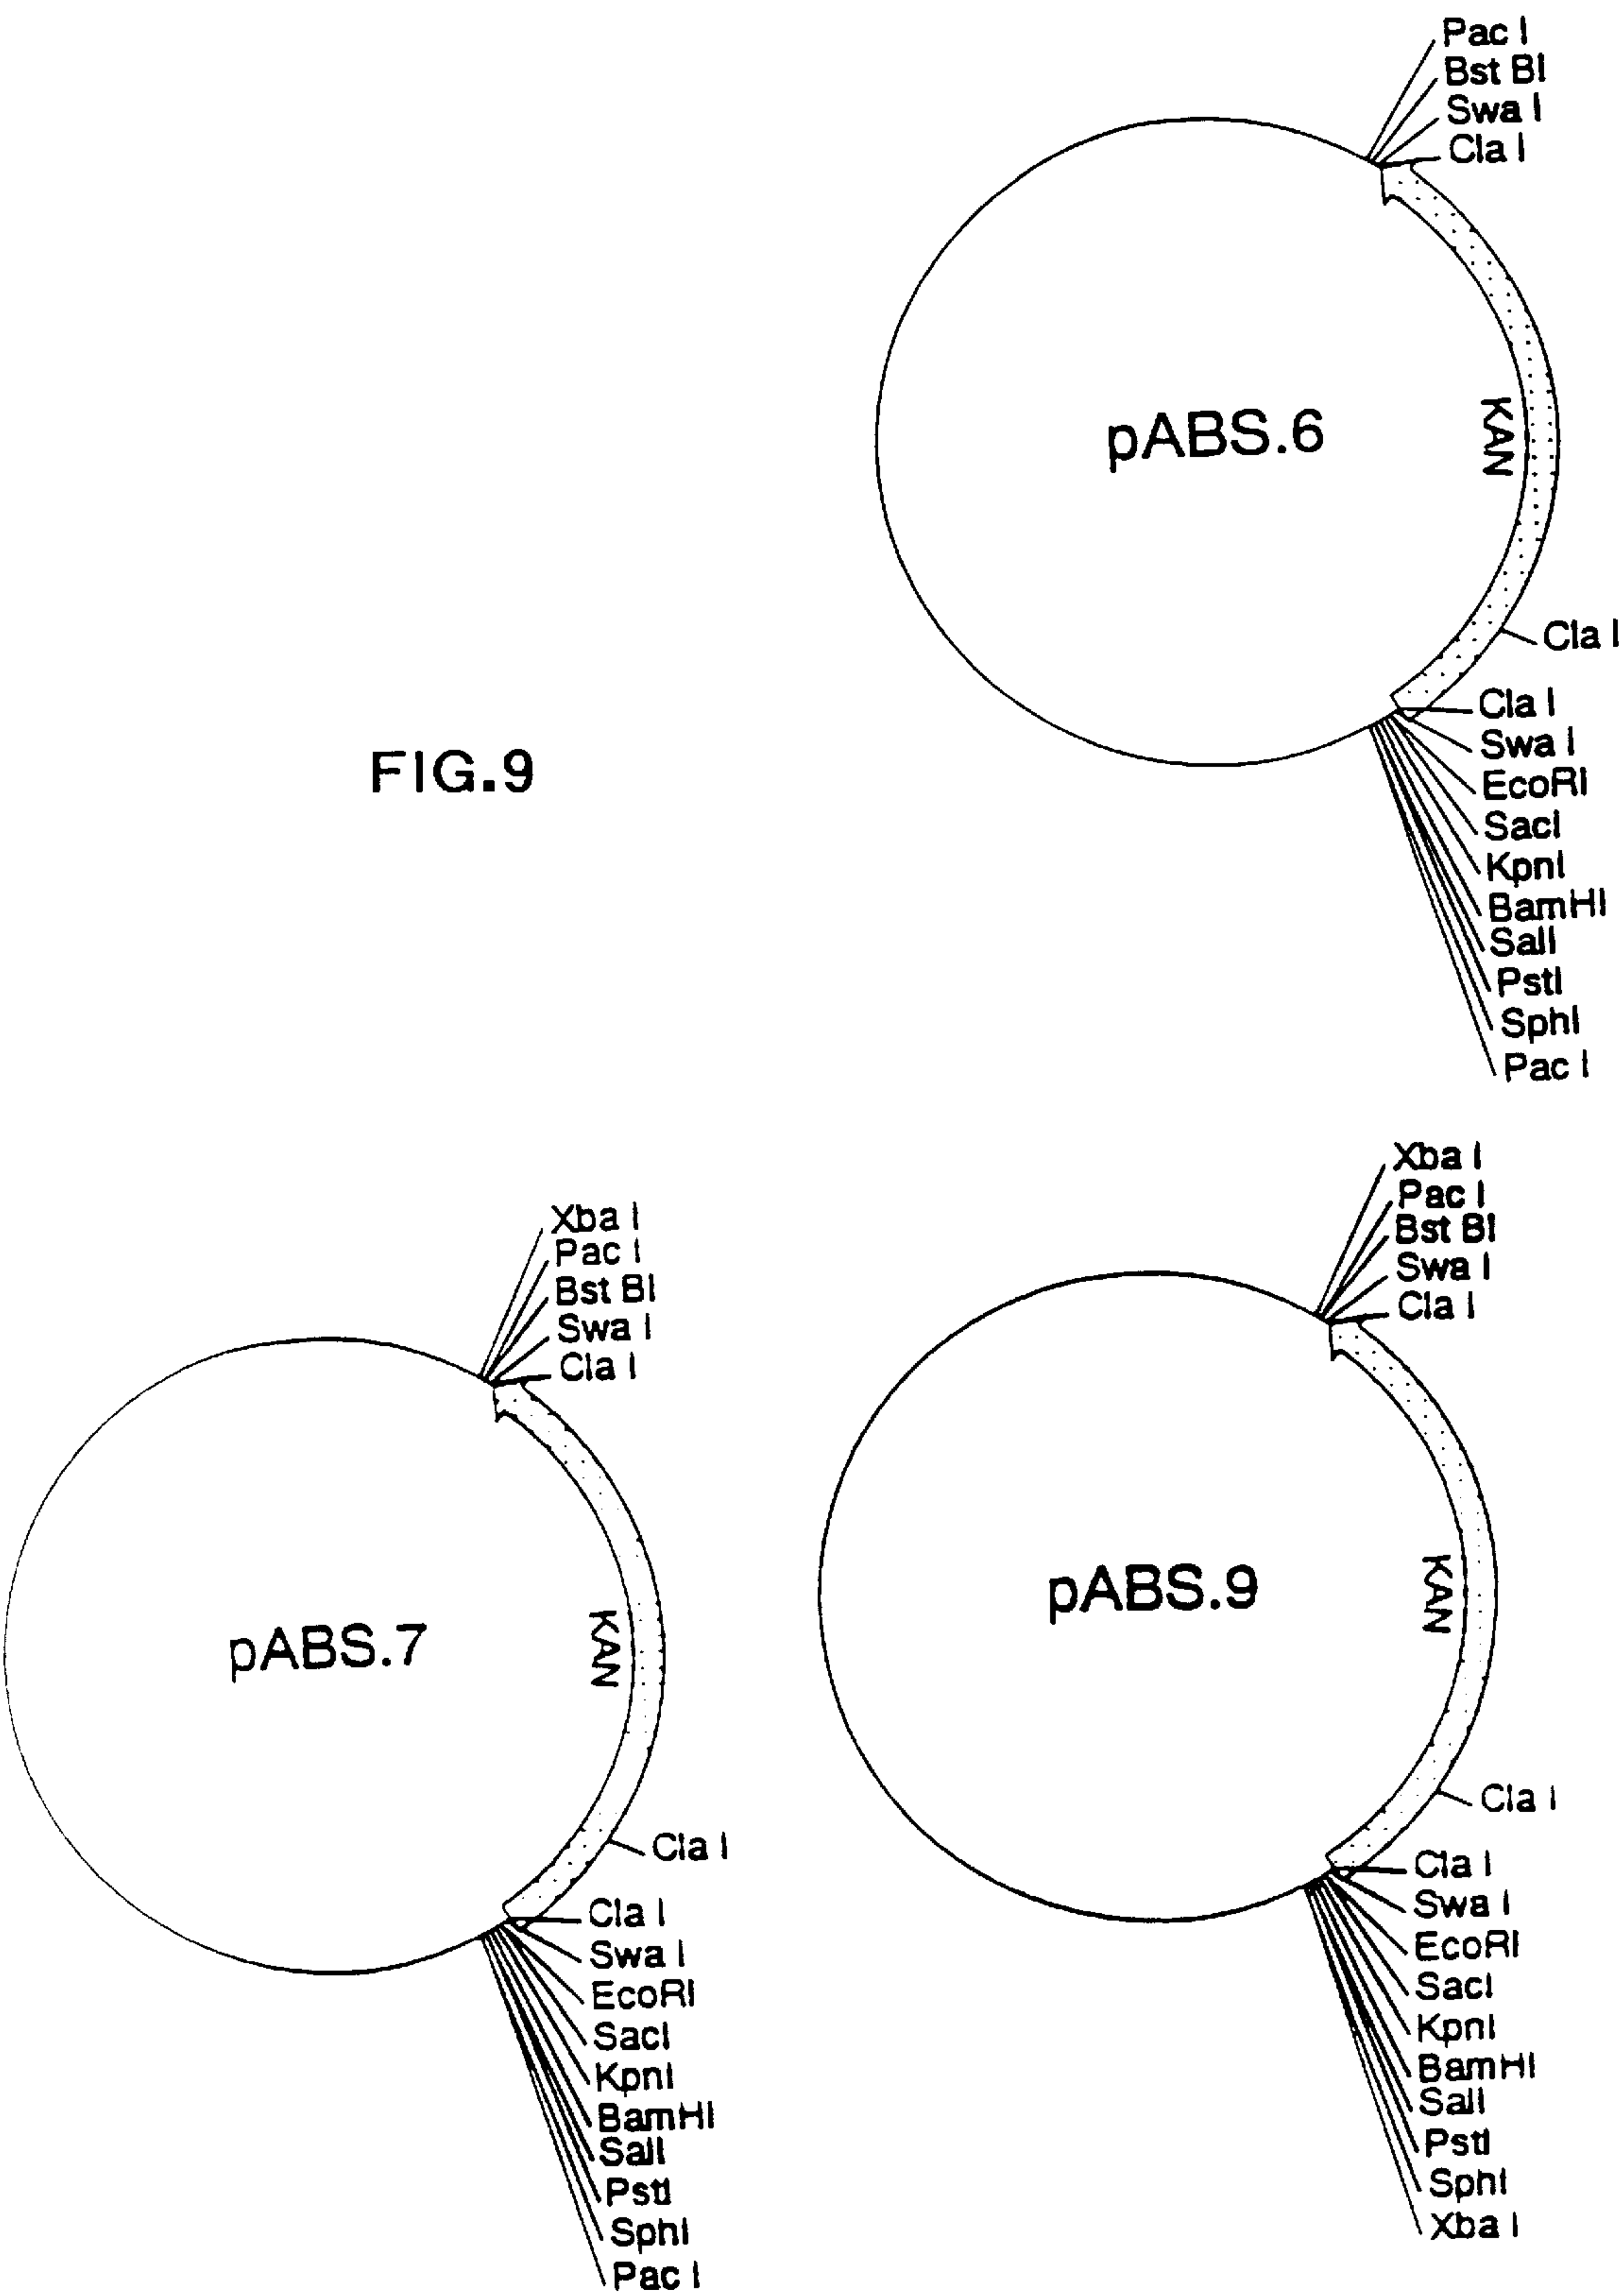 Pac I
Bst BI
Swa I
Cla I
pABS.6
KAN
Cla I
Cla I
Swa I
EcoRI
SacI
KpnI
BamHI
SalI
PstI
SphI
Pac I
FIG.9
Xba I
Pac I
Bst BI
Swa I
Cla I
pABS.7
KAN
Cla I
Cla I
Swa I
EcoRI
SacI
KpnI
BamHI
SalI
PstI
SphI
Pac I
Xba I
Pac I
Bst BI
Swa I
Cla I
pABS.9
KAN
Cla I
Cla I
Swa I
EcoRI
SacI
KpnI
BamHI
SalI
PstI
SphI
Xba I